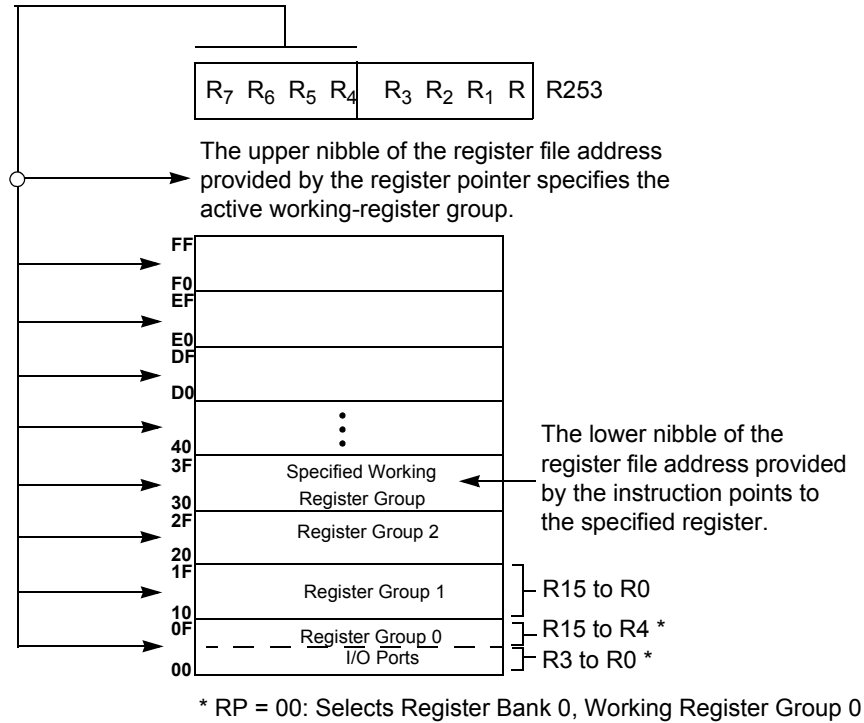 R7 R6 R5 R4 R3 R2 R1 R R253
The upper nibble of the register file address
provided by the register pointer specifies the
active working-register group.
FF
F0
EF
E0
DF
D0
40
3F
Specified Working
Register Group
30
2F
Register Group 2
20
1F
Register Group 1
10
0F
Register Group 0
I/O Ports
00
The lower nibble of the
register file address provided
by the instruction points to
the specified register.
R15 to R0
R15 to R4 *
R3 to R0 *
* RP = 00: Selects Register Bank 0, Working Register Group 0